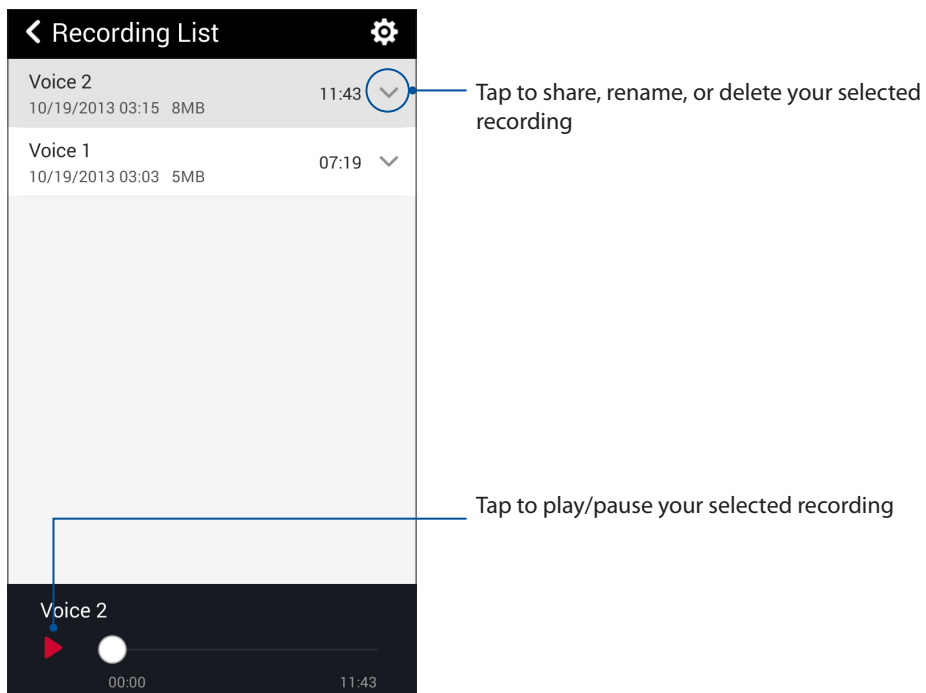 Recording List
Voice 2
10/19/2013 03:15 8MB
11:43
Tap to share, rename, or delete your selected
recording
Voice 1
10/19/2013 03:03 5MB
07:19
Tap to play/pause your selected recording
Voice 2
00:00
11:43